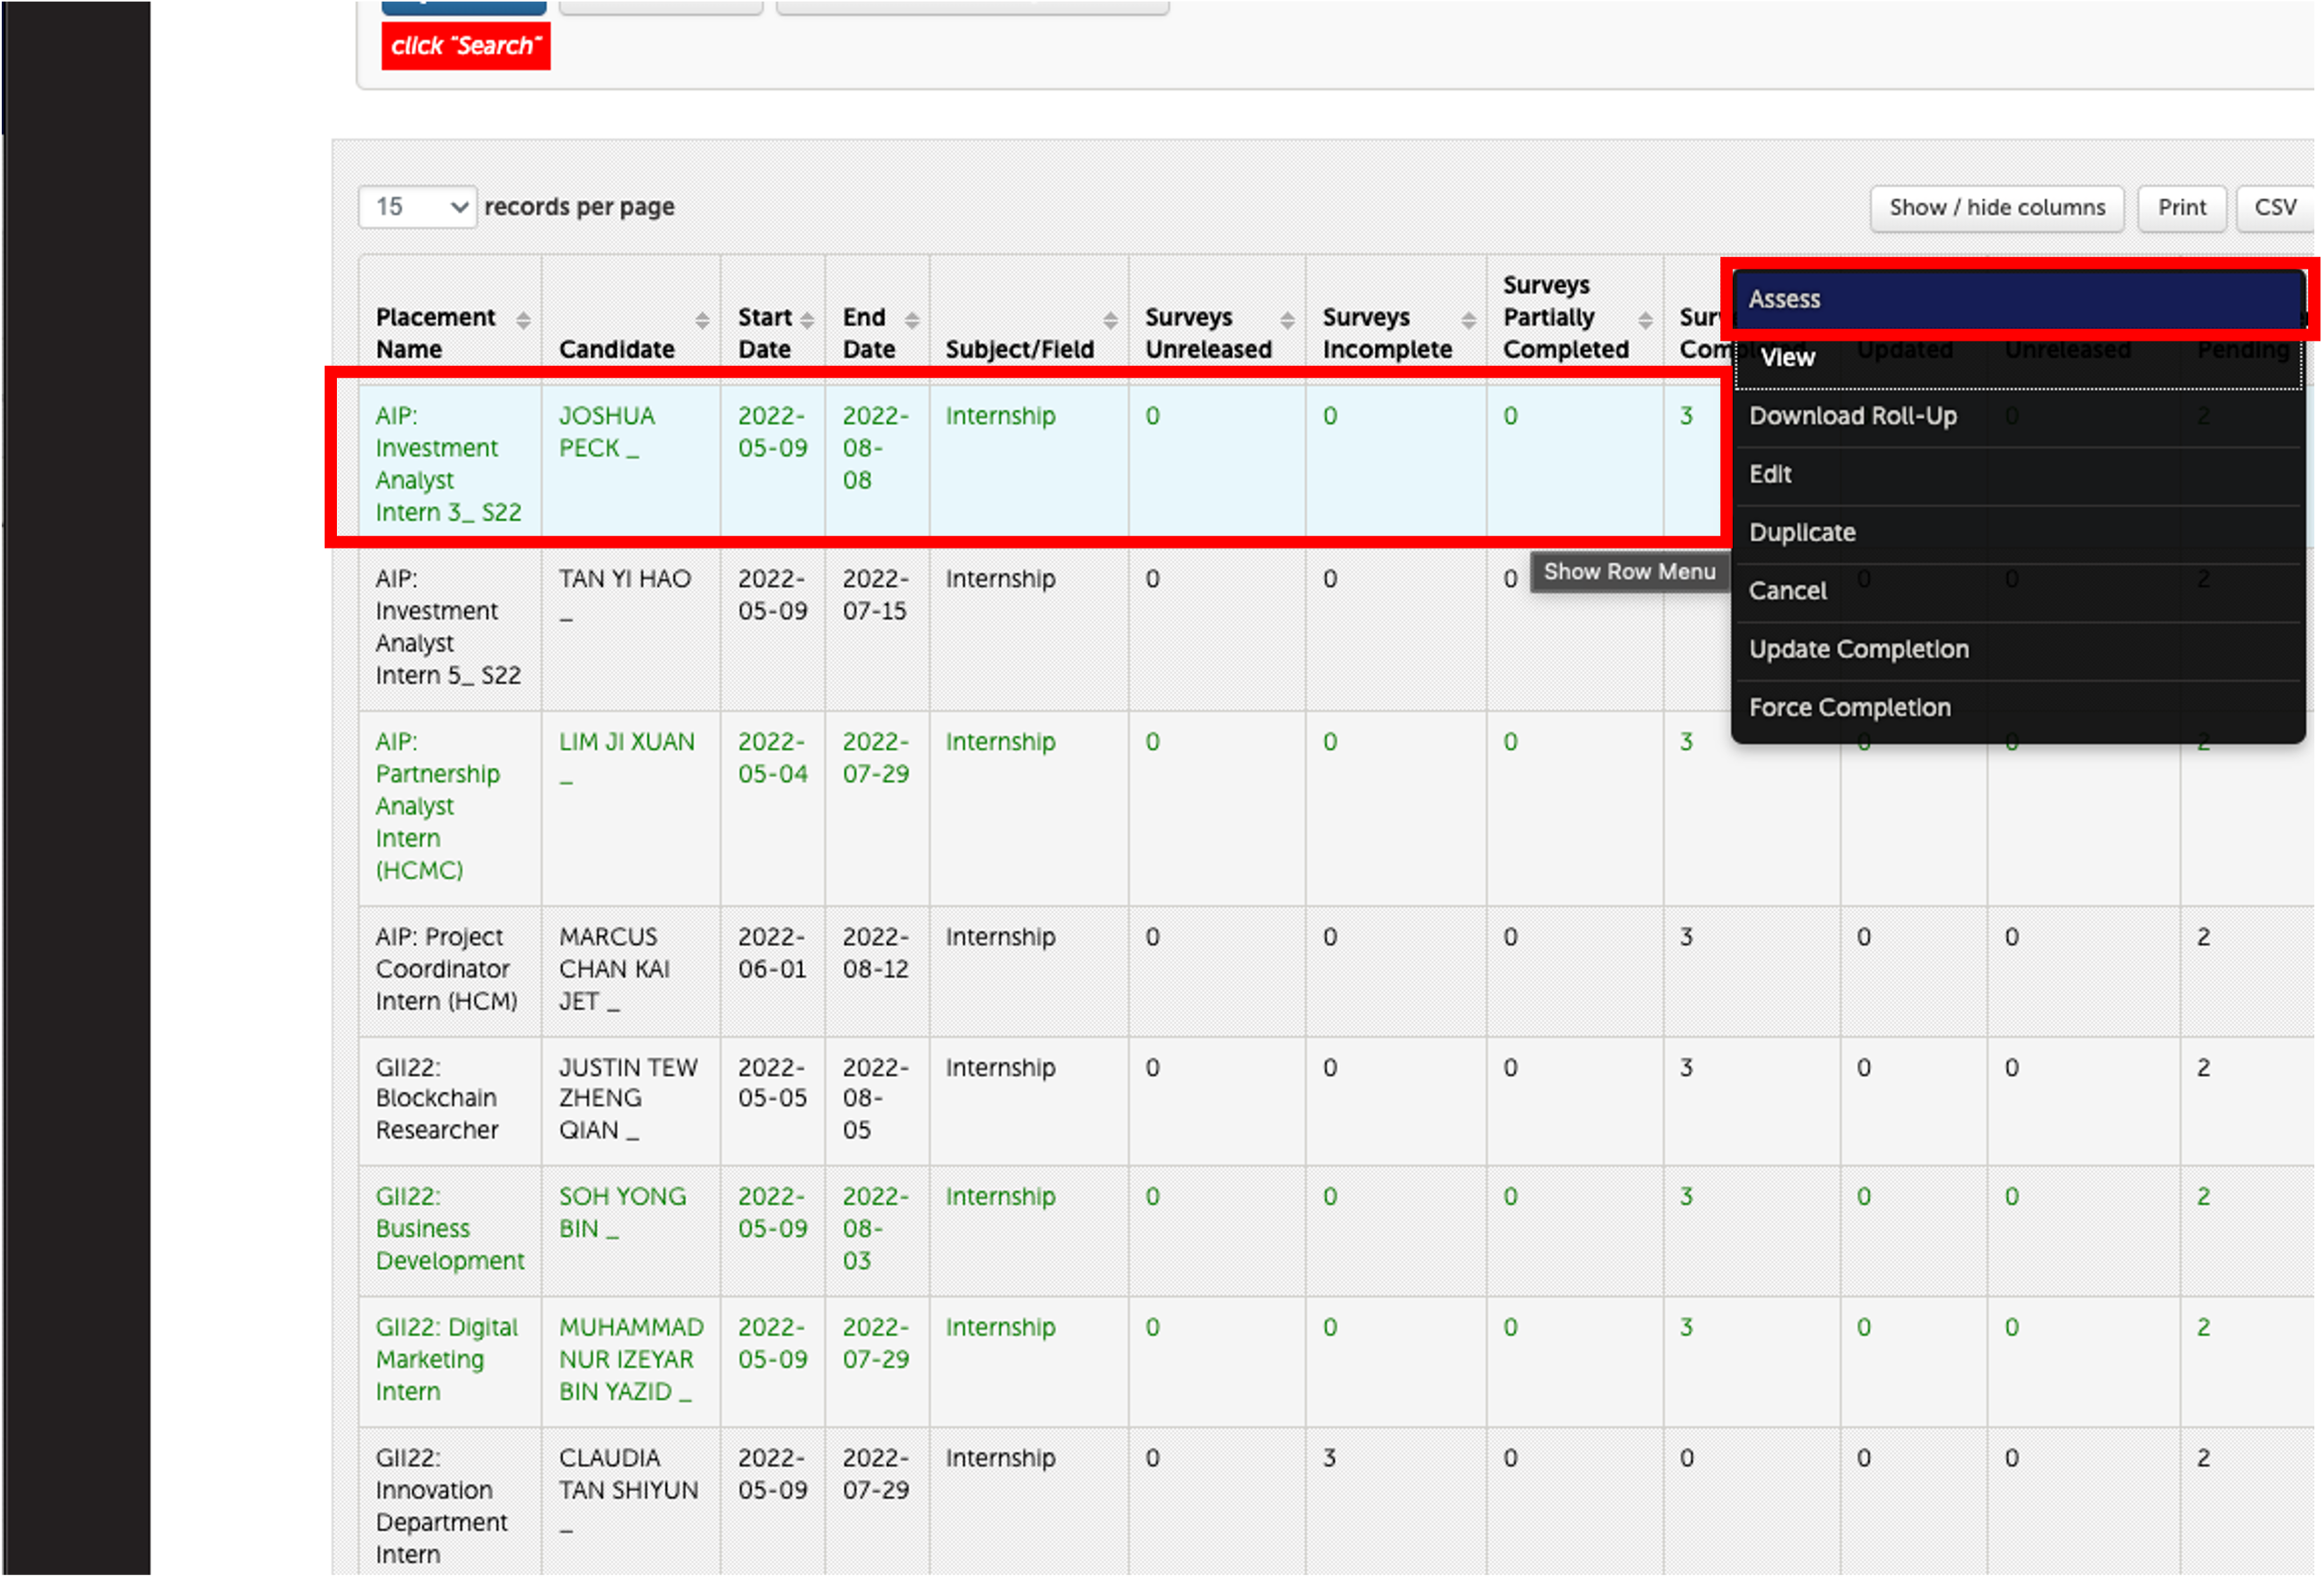 click "Search"
15 records per page
Show / hide columns
Print
CSV
Placement Name
Candidate
Start Date
End Date
Subject/Field
Surveys Unreleased
Surveys Incomplete
Surveys Partially Completed
Assess
View
Updated
Unreleased
Pending
Download Roll-Up
Edit
Duplicate
Cancel
Update Completion
Force Completion
Show Row Menu
AIP: Investment Analyst Intern 3_ S22 JOSHUA PECK _ 2022-05-09 2022-08-08 Internship 0 0 0 3 0 2
AIP: Investment Analyst Intern 5_ S22 TAN YI HAO _ 2022-05-09 2022-07-15 Internship 0 0 0 0 2
AIP: Partnership Analyst Intern (HCMC) LIM JI XUAN _ 2022-05-04 2022-07-29 Internship 0 0 0 3 0 0 2
AIP: Project Coordinator Intern (HCM) MARCUS CHAN KAI JET _ 2022-06-01 2022-08-12 Internship 0 0 0 3 0 0 2
GII22: Blockchain Researcher JUSTIN TEW ZHENG QIAN _ 2022-05-05 2022-08-05 Internship 0 0 0 3 0 0 2
GII22: Business Development SOH YONG BIN _ 2022-05-09 2022-08-03 Internship 0 0 0 3 0 0 2
GII22: Digital Marketing Intern MUHAMMAD NUR IZEYAR BIN YAZID _ 2022-05-09 2022-07-29 Internship 0 0 0 3 0 0 2
GII22: Innovation Department Intern CLAUDIA TAN SHIYUN _ 2022-05-09 2022-07-29 Internship 0 3 0 0 0 0 2